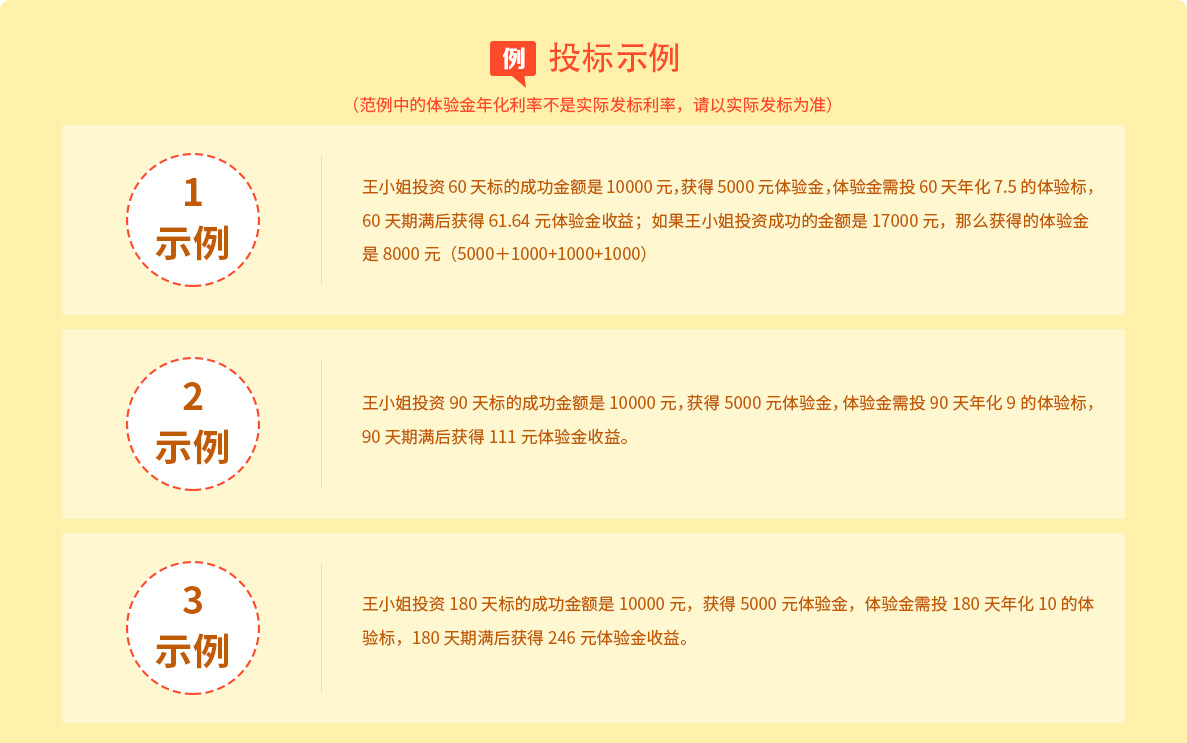 例 投标示例
（范例中的体验金年化利率不是实际发标利率，请以实际发标为准）
1
示例
王小姐投资 60 天标的成功金额是 10000 元，获得 5000 元体验金，体验金需投 60 天年化 7.5 的体验标，
60 天期满后获得 61.64 元体验金收益；如果王小姐投资成功的金额是 17000 元，那么获得的体验金
是 8000 元（5000＋1000+1000+1000）
2
示例
王小姐投资 90 天标的成功金额是 10000 元，获得 5000 元体验金，体验金需投 90 天年化 9 的体验标，
90 天期满后获得 111 元体验金收益。
3
示例
王小姐投资 180 天标的成功金额是 10000 元，获得 5000 元体验金，体验金需投 180 天年化 10 的体
验标，180 天期满后获得 246 元体验金收益。